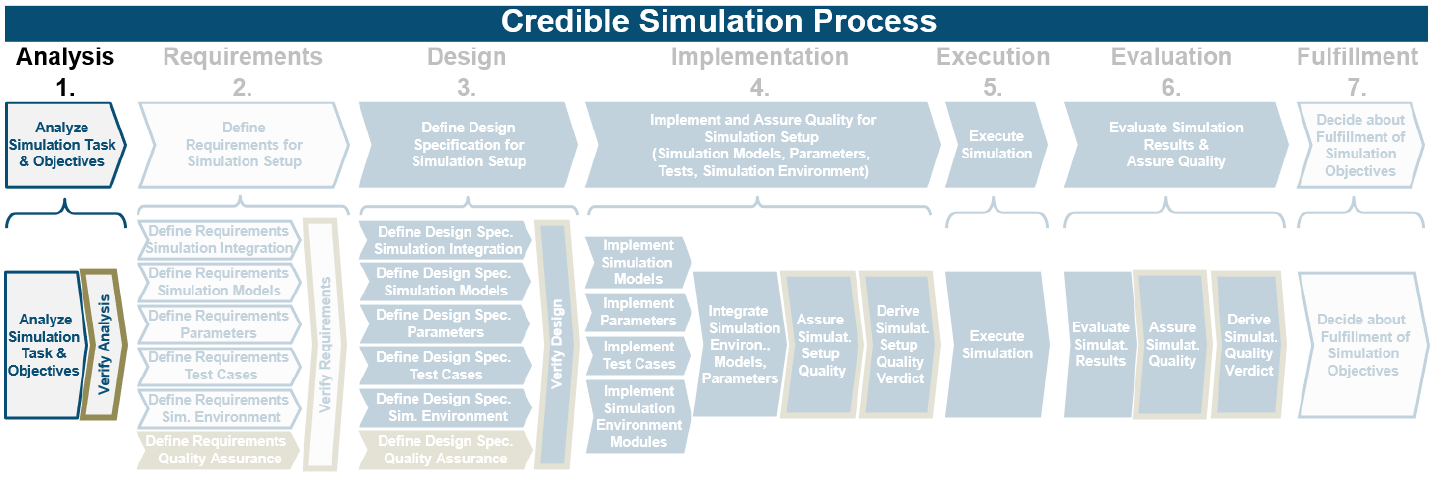 Credible Simulation Process
Analysis
1.
Requirements
2.
Design
3.
Implementation
4.
Execution
5.
Evaluation
6.
Fulfillment
7.
Analyze
Simulation Task
& Objectives
Define
Requirements for
Simulation Setup
Define Design
Specification for
Simulation Setup
Implement and Assure Quality for
Simulation Setup
(Simulation Models, Parameters,
Tests, Simulation Environment)
Execute
Simulation
Evaluate Simulation
Results &
Assure Quality
Decide about
Fulfillment of
Simulation
Objectives
Analyze
Simulation
Task &
Objectives
Verify Analysis
Define Requirements
Simulation Integration
Define Requirements
Simulation Models
Define Requirements
Parameters
Define Requirements
Test Cases
Define Requirements
Sim. Environment
Define Requirements
Quality Assurance
Verify Requirements
Define Design Spec.
Simulation Integration
Define Design Spec.
Simulation Models
Define Design Spec.
Parameters
Define Design Spec.
Test Cases
Define Design Spec.
Sim. Environment
Define Design Spec.
Quality Assurance
Verify Design
Implement
Simulation
Models
Implement
Parameters
Implement
Test Cases
Implement
Simulation
Environment
Modules
Integrate
Simulation
Environ..
Models,
Parameters
Assure
Simulat.
Setup
Quality
Derive
Simulat.
Setup
Quality
Verdict
Execute
Simulation
Evaluate
Simulat.
Results
Assure
Simulat.
Quality
Derive
Simulat.
Quality
Verdict
Decide about
Fulfillment of
Simulation
Objectives